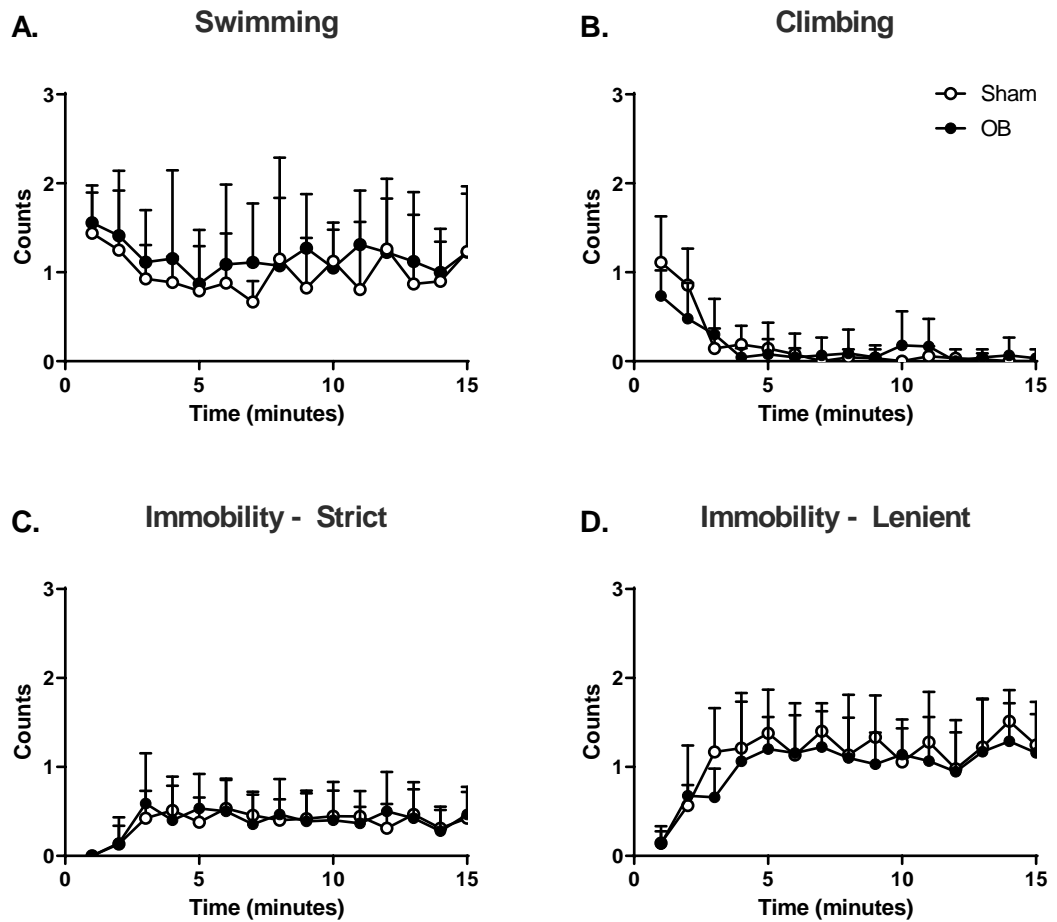 A. Swimming
3
2
1
0
Counts
0 5 10 15
Time (minutes)
B. Climbing
Sham
OB
3
2
1
0
Counts
0 5 10 15
Time (minutes)
C. Immobility - Strict
3
2
1
0
Counts
0 5 10 15
Time (minutes)
D. Immobility - Lenient
3
2
1
0
Counts
0 5 10 15
Time (minutes)